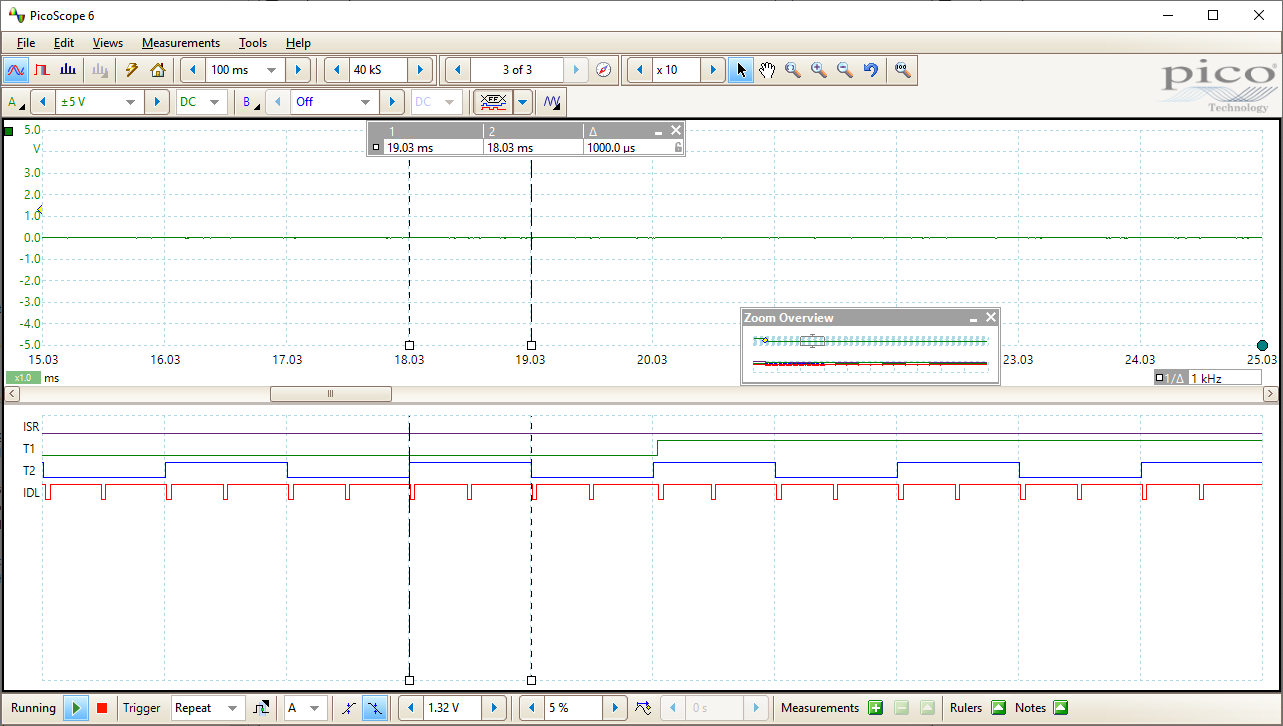 PicoScope 6
File Edit Views Measurements Tools Help
100 ms 40 kS 3 of 3 x 10
pico
Technology
A ±5 V DC B Off DC
1 2 Δ
19.03 ms 18.03 ms 1000.0 µs
5.0
V
3.0
2.0
1.0
0.0
-1.0
-2.0
-3.0
-4.0
-5.0
Zoom Overview
15.03 16.03 17.03 18.03 19.03 20.03 23.03 24.03 25.03
x1.0 ms
1/Δ 1 kHz
ISR
T1
T2
IDL
Running Trigger Repeat A 1.32 V 5 % 0 s Measurements Rulers Notes